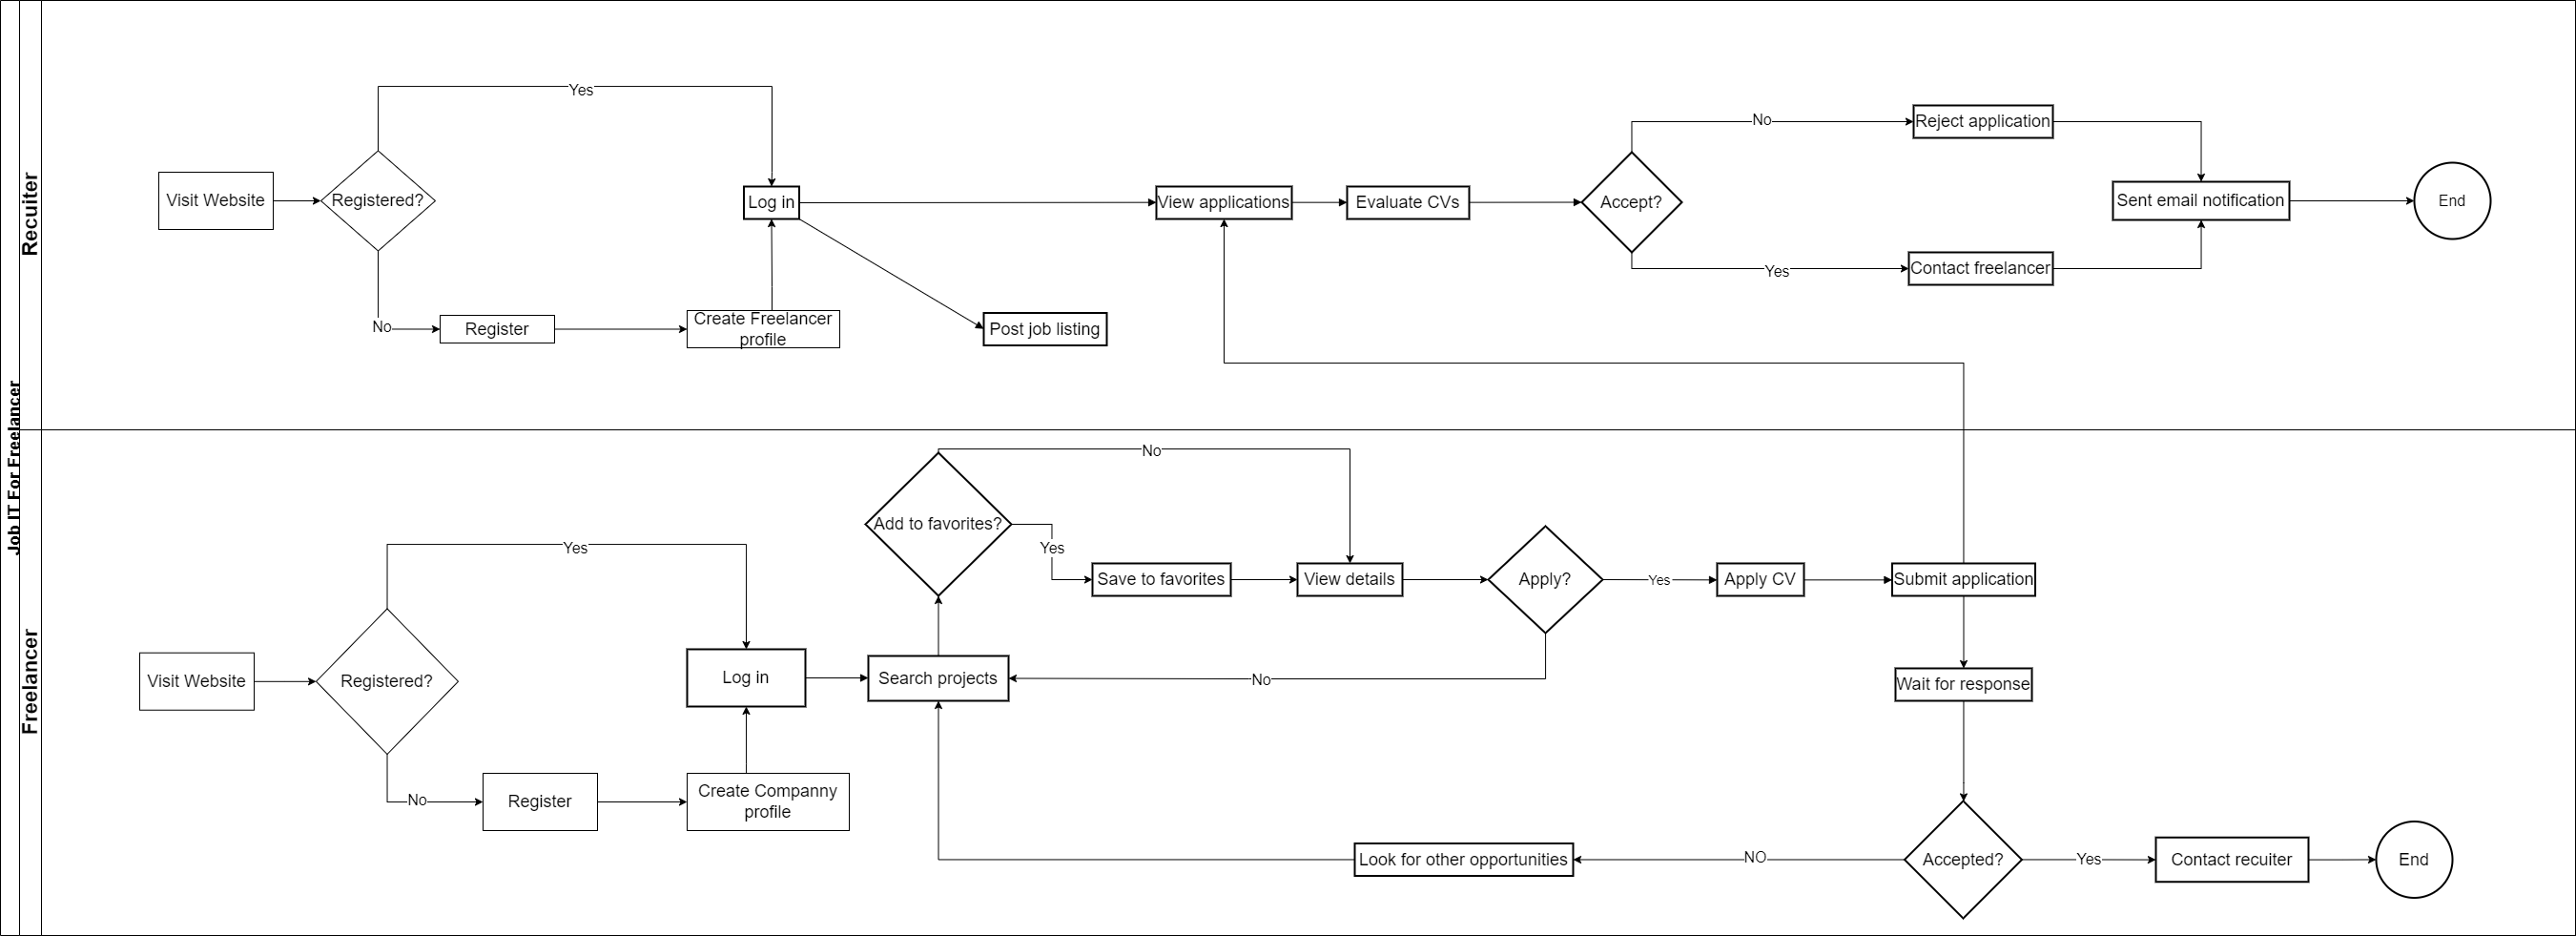 Job IT For Freelancer
Recuiter
Yes
Visit Website
Registered?
No
Register
Create Freelancer
profile
Log in
Post job listing
View applications
Evaluate CVs
Accept?
No
Reject application
Yes
Contact freelancer
Sent email notification
End
Freelancer
Visit Website
Registered?
Yes
No
Register
Create Companny
profile
Log in
Search projects
Add to favorites?
No
Yes
Save to favorites
View details
Apply?
Yes
No
Apply CV
Submit application
Wait for response
Accepted?
NO
Look for other opportunities
Yes
Contact recuiter
End